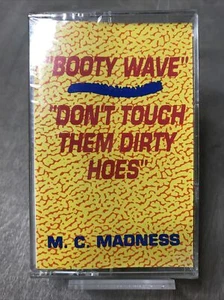 "BOOTY WAVE"
"DON'T TOUCH
THEM DIRTY
HOES"
M. C. MADNESS